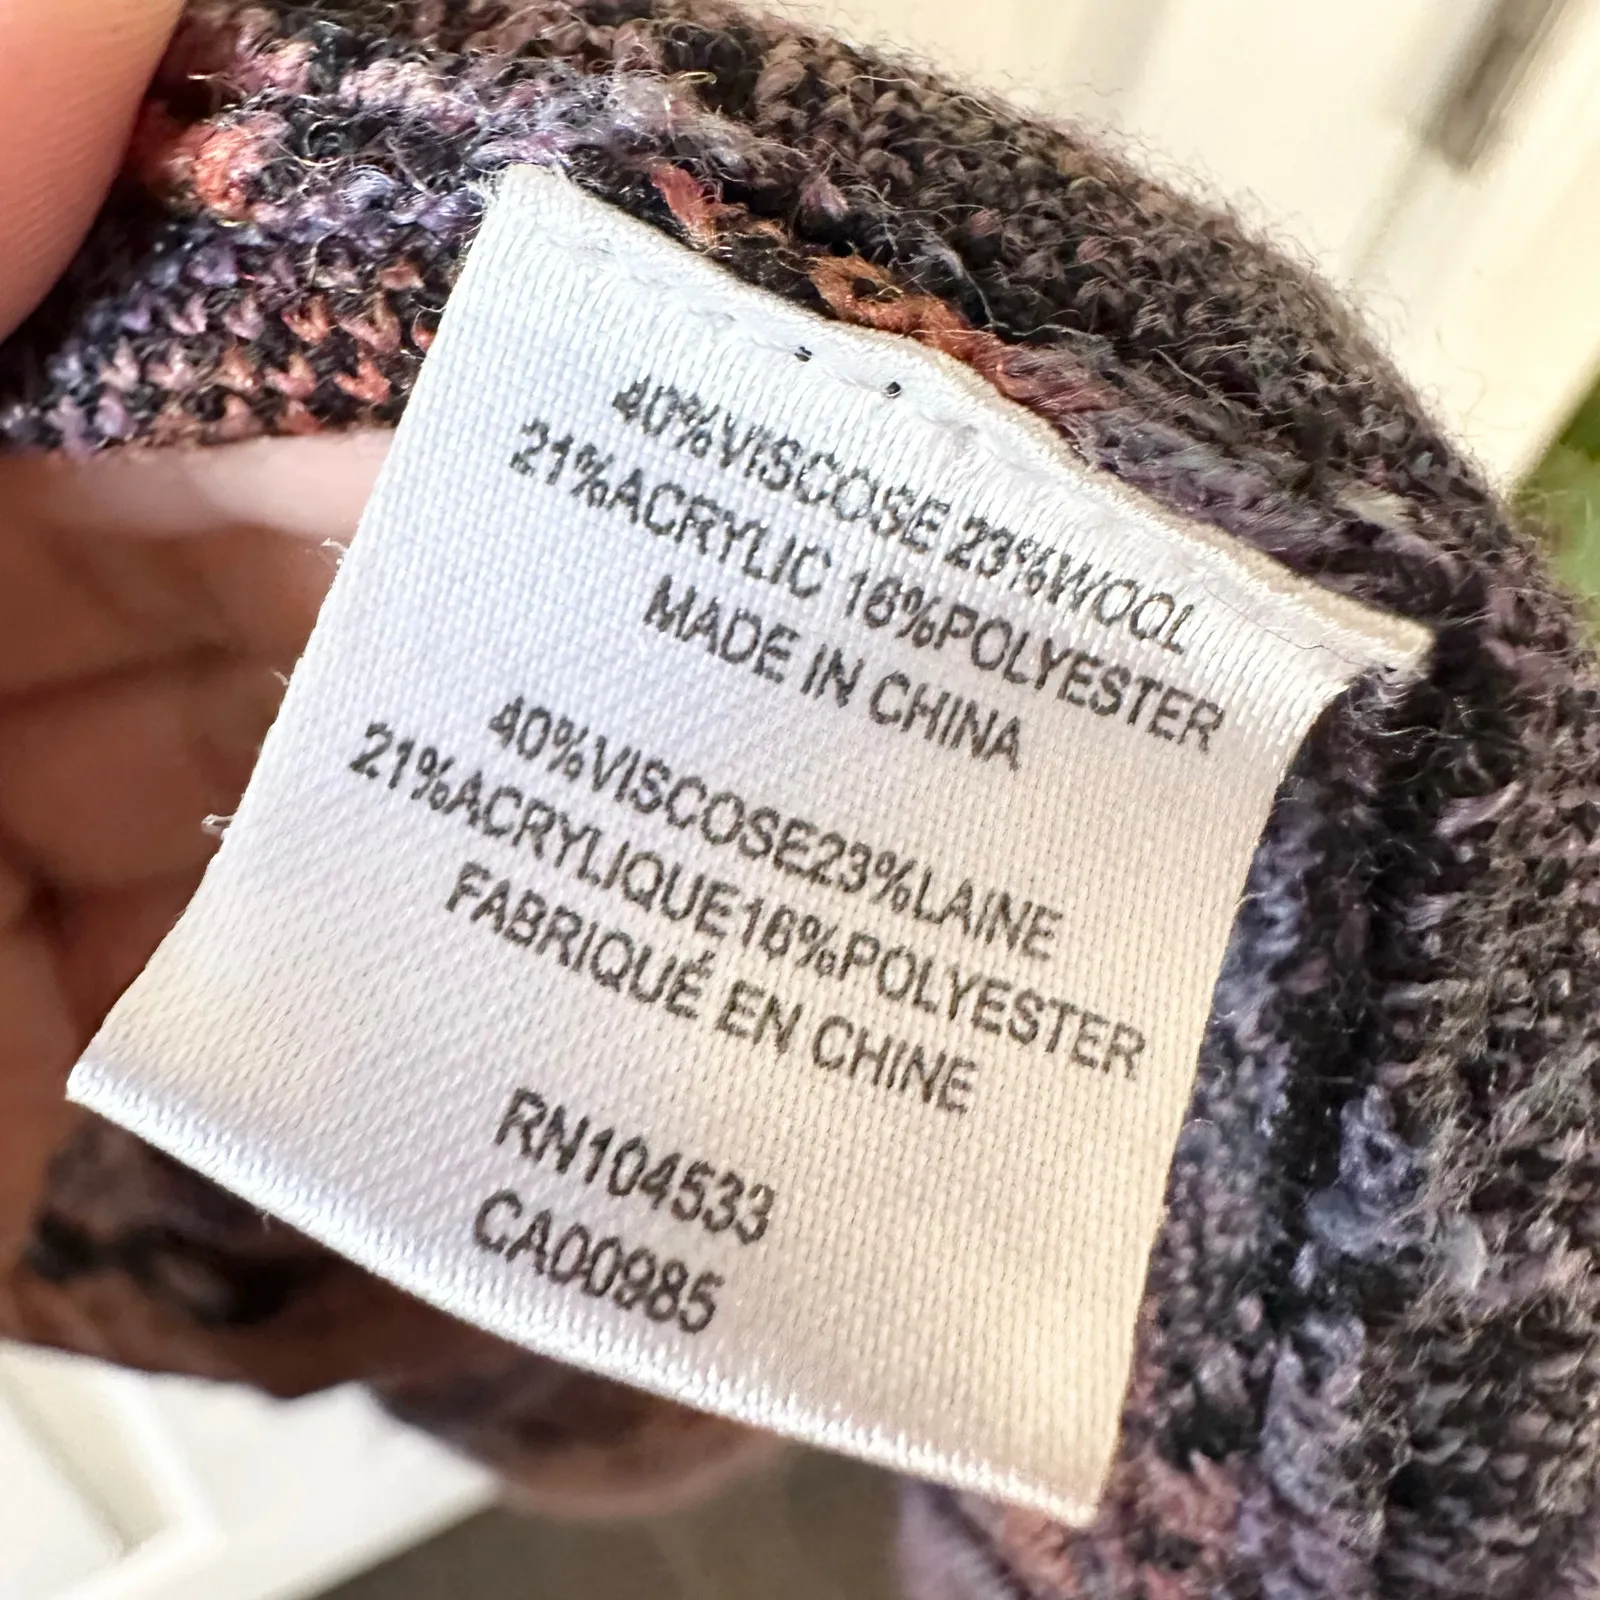 40%VISCOSE 23%WOOL
21%ACRYLIC 16%POLYESTER
MADE IN CHINA
40%VISCOSE23%LAINE
21%ACRYLIQUE16%POLYESTER
FABRIQUÉ EN CHINE
RN104533
CA00985